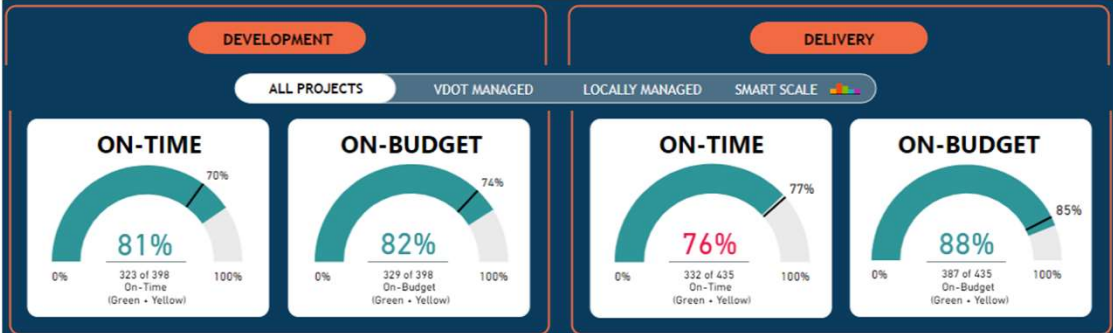 DEVELOPMENT
DELIVERY
ALL PROJECTS
VDOT MANAGED
LOCALLY MANAGED
SMART SCALE
ON-TIME
70%
81%
0%
100%
323 of 398
On-Time
(Green + Yellow)
ON-BUDGET
74%
82%
0%
100%
329 of 398
On-Budget
(Green + Yellow)
ON-TIME
77%
76%
0%
100%
332 of 435
On-Time
(Green + Yellow)
ON-BUDGET
85%
88%
0%
100%
387 of 435
On-Budget
(Green + Yellow)